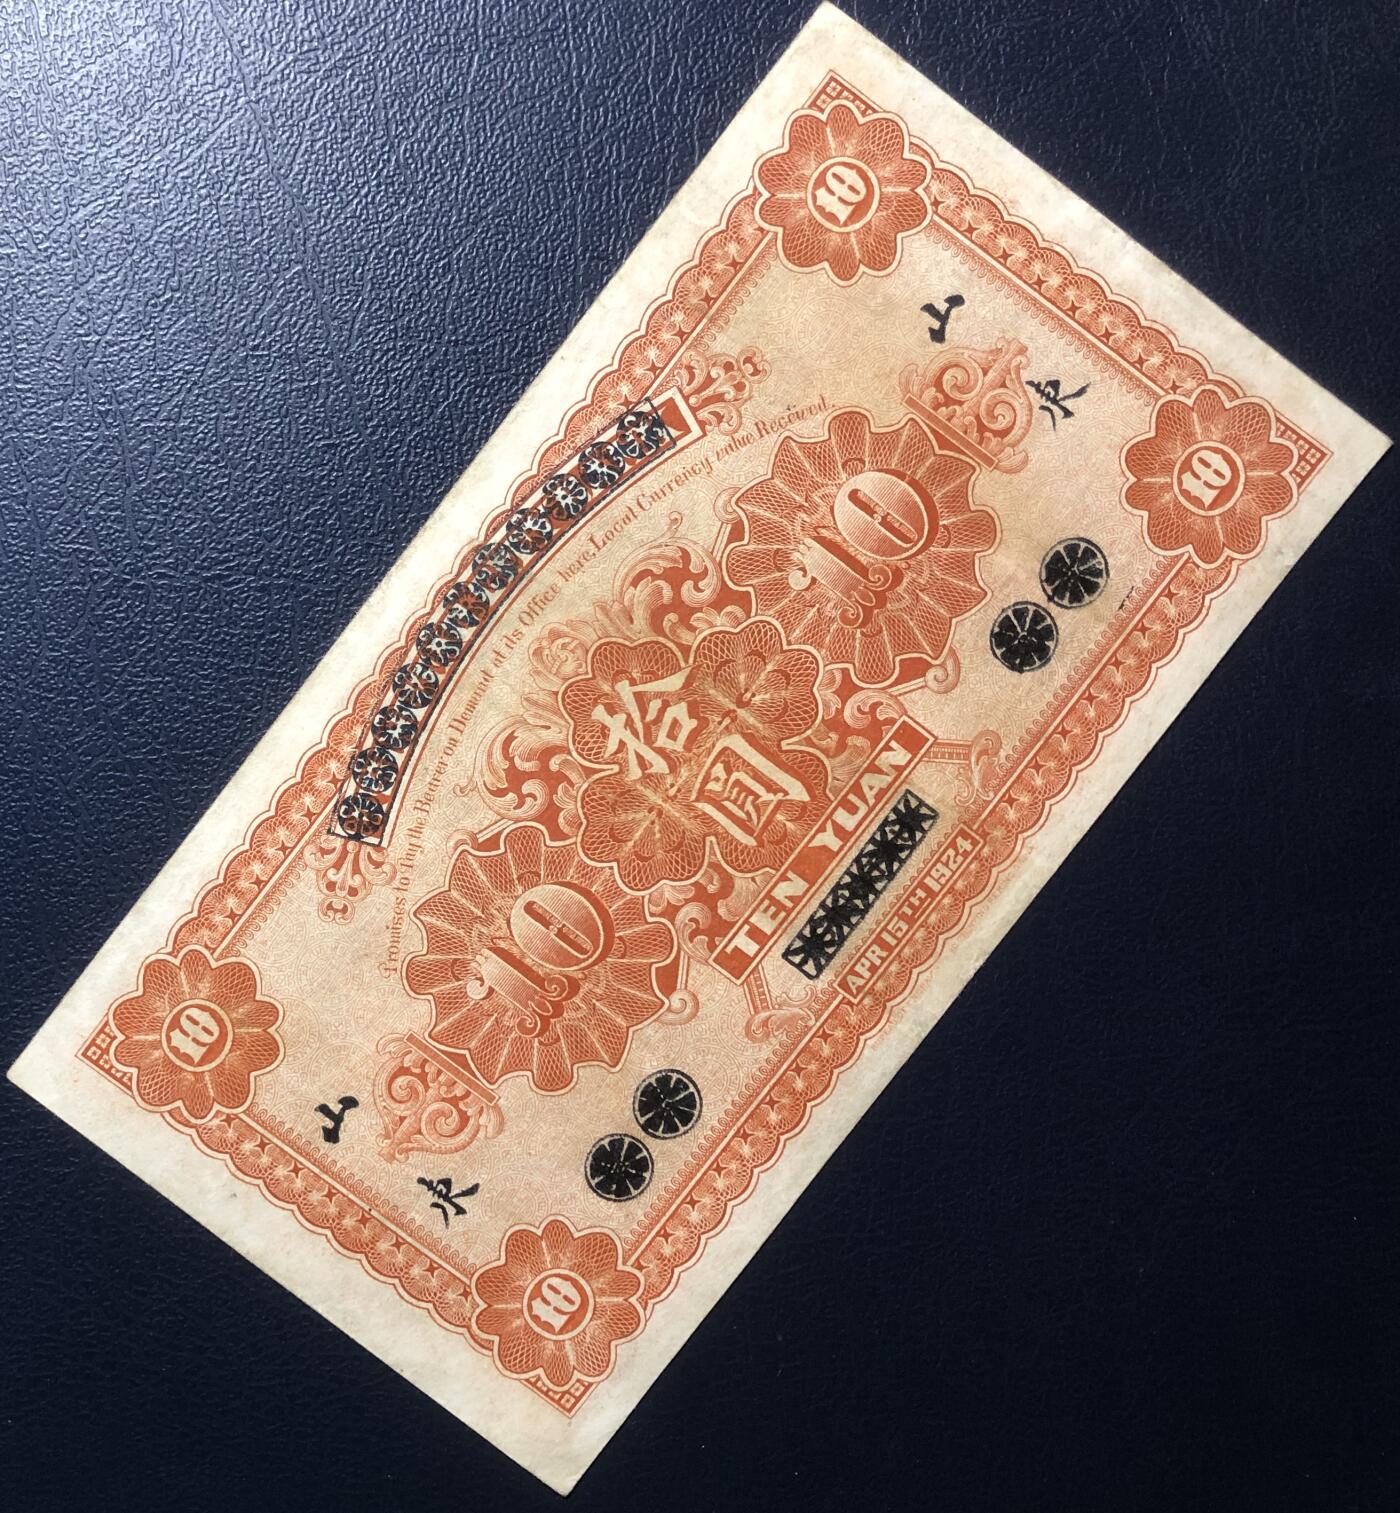 10 10
Promises to Pay the Bearer on Demand at its Office here, Local Currency value Received
山東 山東
10 拾圓 10
TEN YUAN
APR 15TH 1924
10 10